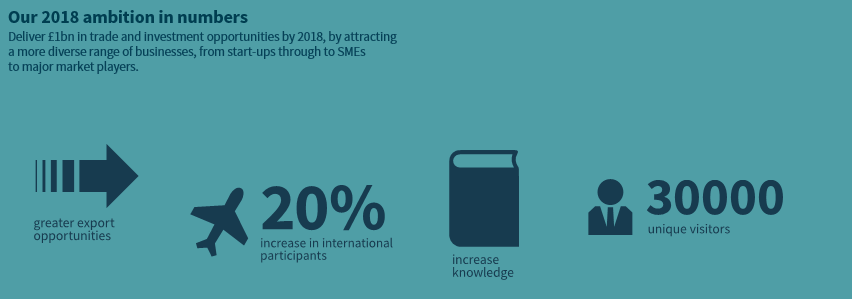 Our 2018 ambition in numbers
Deliver £1bn in trade and investment opportunities by 2018, by attracting
a more diverse range of businesses, from start-ups through to SMEs
to major market players.
greater export
opportunities
20%
increase in international
participants
increase
knowledge
30000
unique visitors